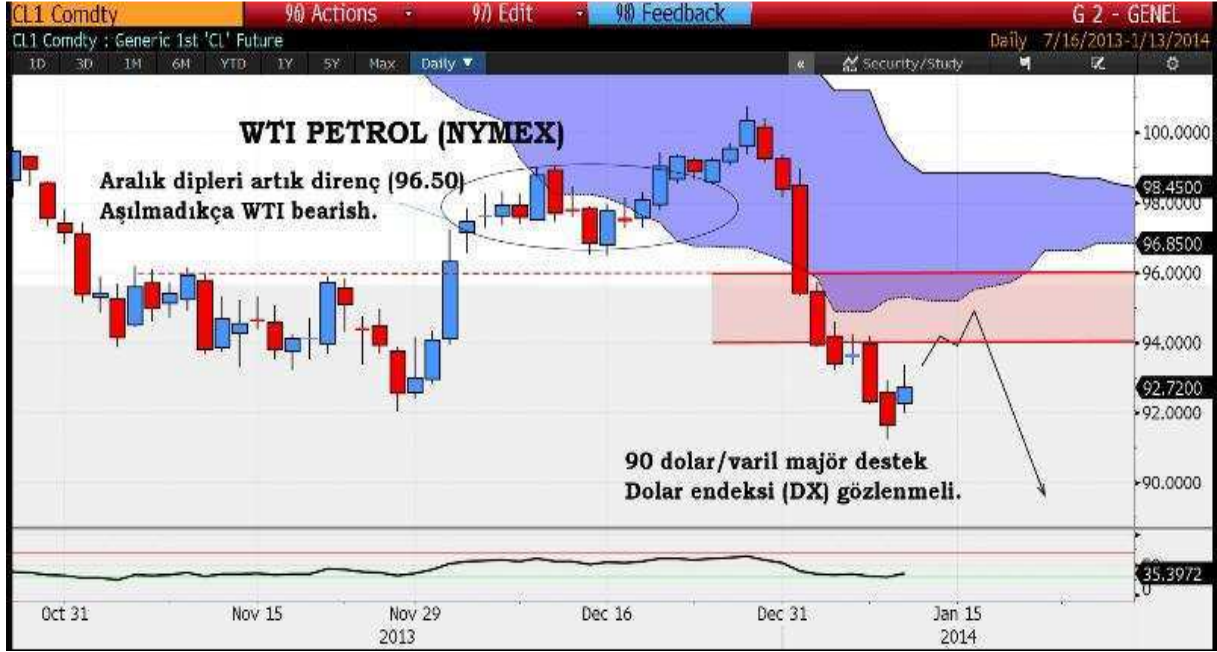 CL1 Comdty 96) Actions 97) Edit 98) Feedback G 2 - GENEL
CL1 Comdty : Generic 1st 'CL' Future Daily 7/16/2013-1/13/2014
1D 3D 1M 6M YTD 1Y 5Y Max Daily ▼ « Security/Study
WTI PETROL (NYMEX)
Aralık dipleri artık direnç (96.50)
Aşılmadıkça WTI bearish.
100.0000
98.4500
98.0000
96.8500
96.0000
94.0000
92.7200
92.0000
90.0000
90 dolar/varil majör destek
Dolar endeksi (DX) gözlenmeli.
35.3972
0
Oct 31 Nov 15 Nov 29 Dec 16 Dec 31 Jan 15
2013 2014